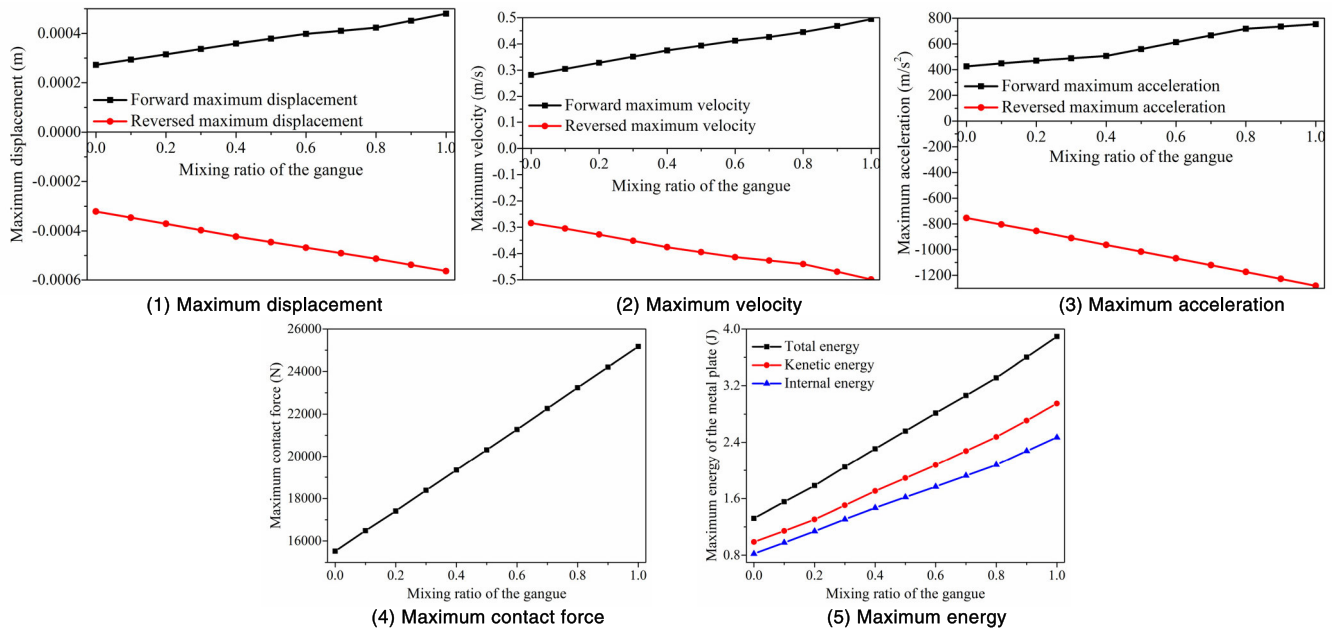 0.0004
0.0002
0.0000
-0.0002
-0.0004
-0.0006
Maximum displacement (m)
Forward maximum displacement
Reversed maximum displacement
0.0 0.2 0.4 0.6 0.8 1.0
Mixing ratio of the gangue
(1) Maximum displacement
0.5
0.4
0.3
0.2
0.1
0.0
-0.1
-0.2
-0.3
-0.4
-0.5
Maximum velocity (m/s)
Forward maximum velocity
Reversed maximum velocity
0.0 0.2 0.4 0.6 0.8 1.0
Mixing ratio of the gangue
(2) Maximum velocity
800
600
400
200
0
-200
-400
-600
-800
-1000
-1200
Maximum acceleration (m/s²)
Forward maximum acceleration
Reversed maximum acceleration
0.0 0.2 0.4 0.6 0.8 1.0
Mixing ratio of the gangue
(3) Maximum acceleration
26000
24000
22000
20000
18000
16000
Maximum contact force (N)
0.0 0.2 0.4 0.6 0.8 1.0
Mixing ratio of the gangue
(4) Maximum contact force
4.0
3.2
2.4
1.6
0.8
Maximum energy of the metal plate (J)
Total energy
Kenetic energy
Internal energy
0.0 0.2 0.4 0.6 0.8 1.0
Mixing ratio of the gangue
(5) Maximum energy